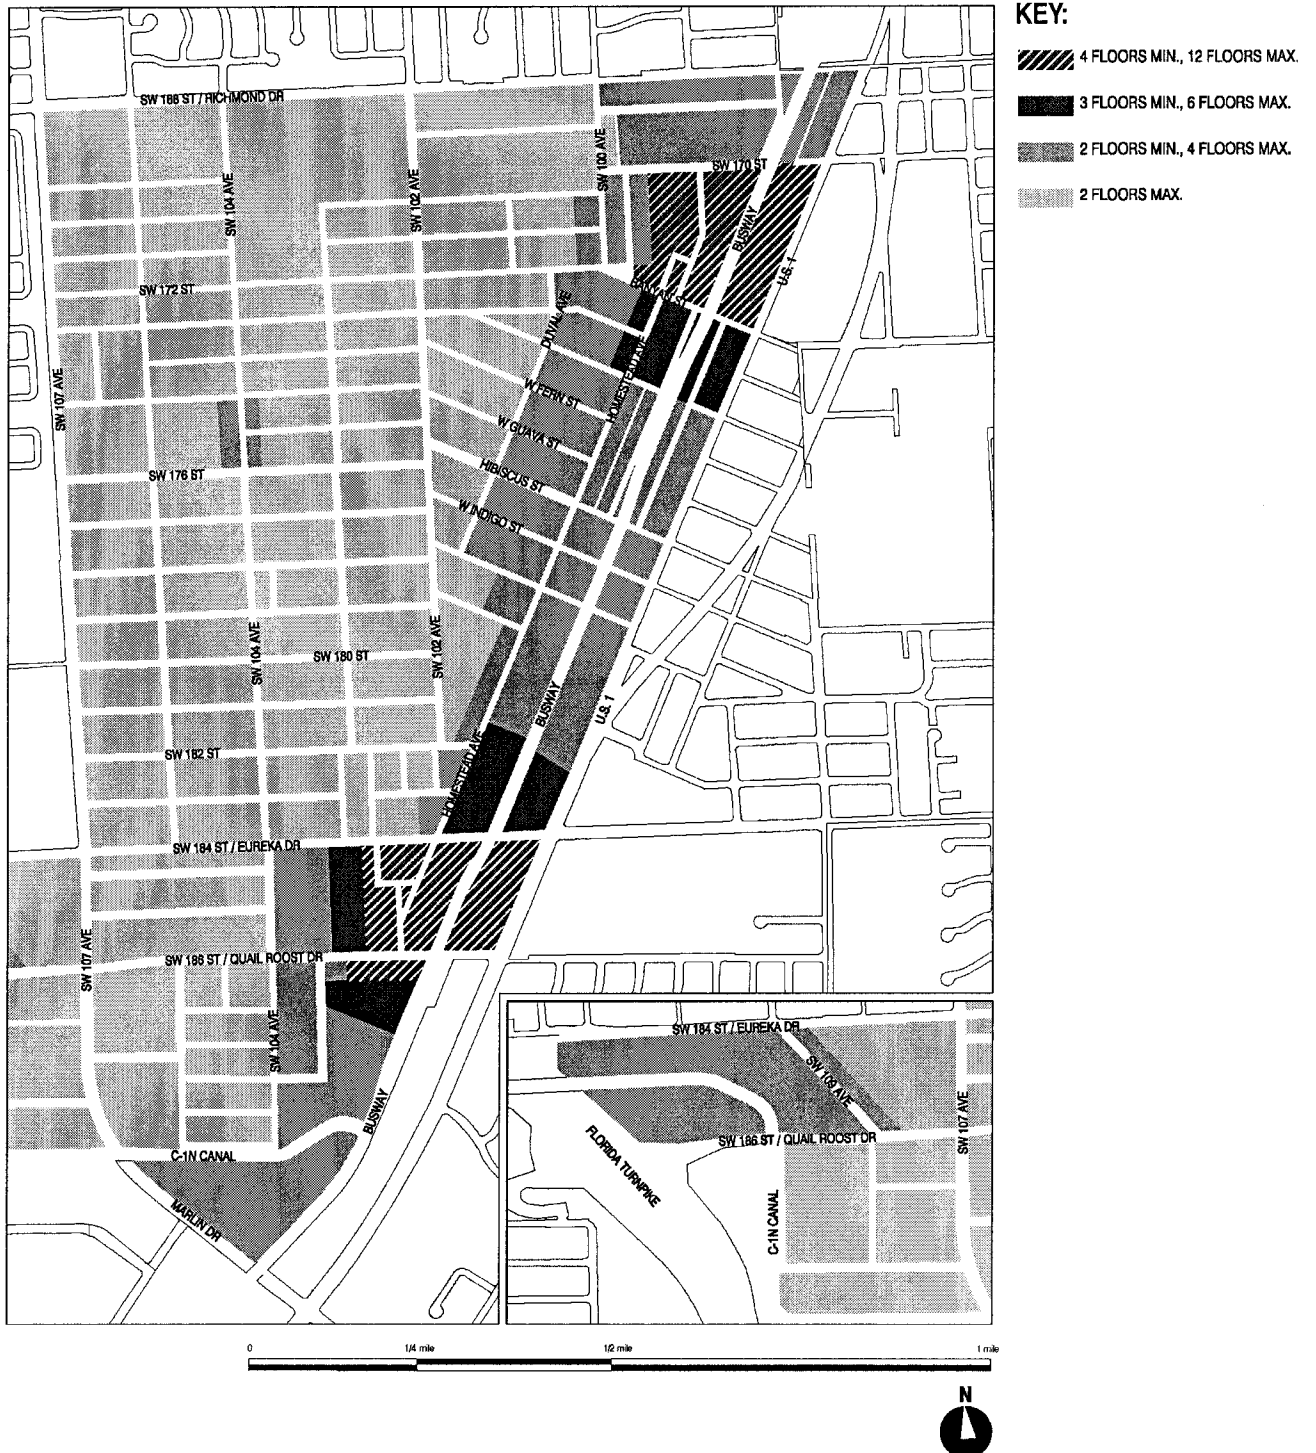 KEY:
4 FLOORS MIN., 12 FLOORS MAX.
3 FLOORS MIN., 6 FLOORS MAX.
2 FLOORS MIN., 4 FLOORS MAX.
2 FLOORS MAX.
SW 168 ST / RICHMOND DR
SW 100 AVE
SW 170 ST
SW 104 AVE
SW 102 AVE
BUSWAY
U.S. 1
SW 172 ST
BANYAN ST
DUVAL AVE
HOMESTEAD AVE
SW 107 AVE
W FERN ST
W GUAVA ST
HIBISCUS ST
SW 176 ST
W INDIGO ST
SW 104 AVE
SW 180 ST
SW 102 AVE
BUSWAY
U.S. 1
SW 182 ST
HOMESTEAD AVE
SW 184 ST / EUREKA DR
SW 107 AVE
SW 186 ST / QUAIL ROOST DR
SW 104 AVE
BUSWAY
C-1N CANAL
MARLIN DR
SW 184 ST / EUREKA DR
SW 109 AVE
SW 107 AVE
SW 186 ST / QUAIL ROOST DR
FLORIDA TURNPIKE
C-1N CANAL
0
1/4 mile
1/2 mile
1 mile
N